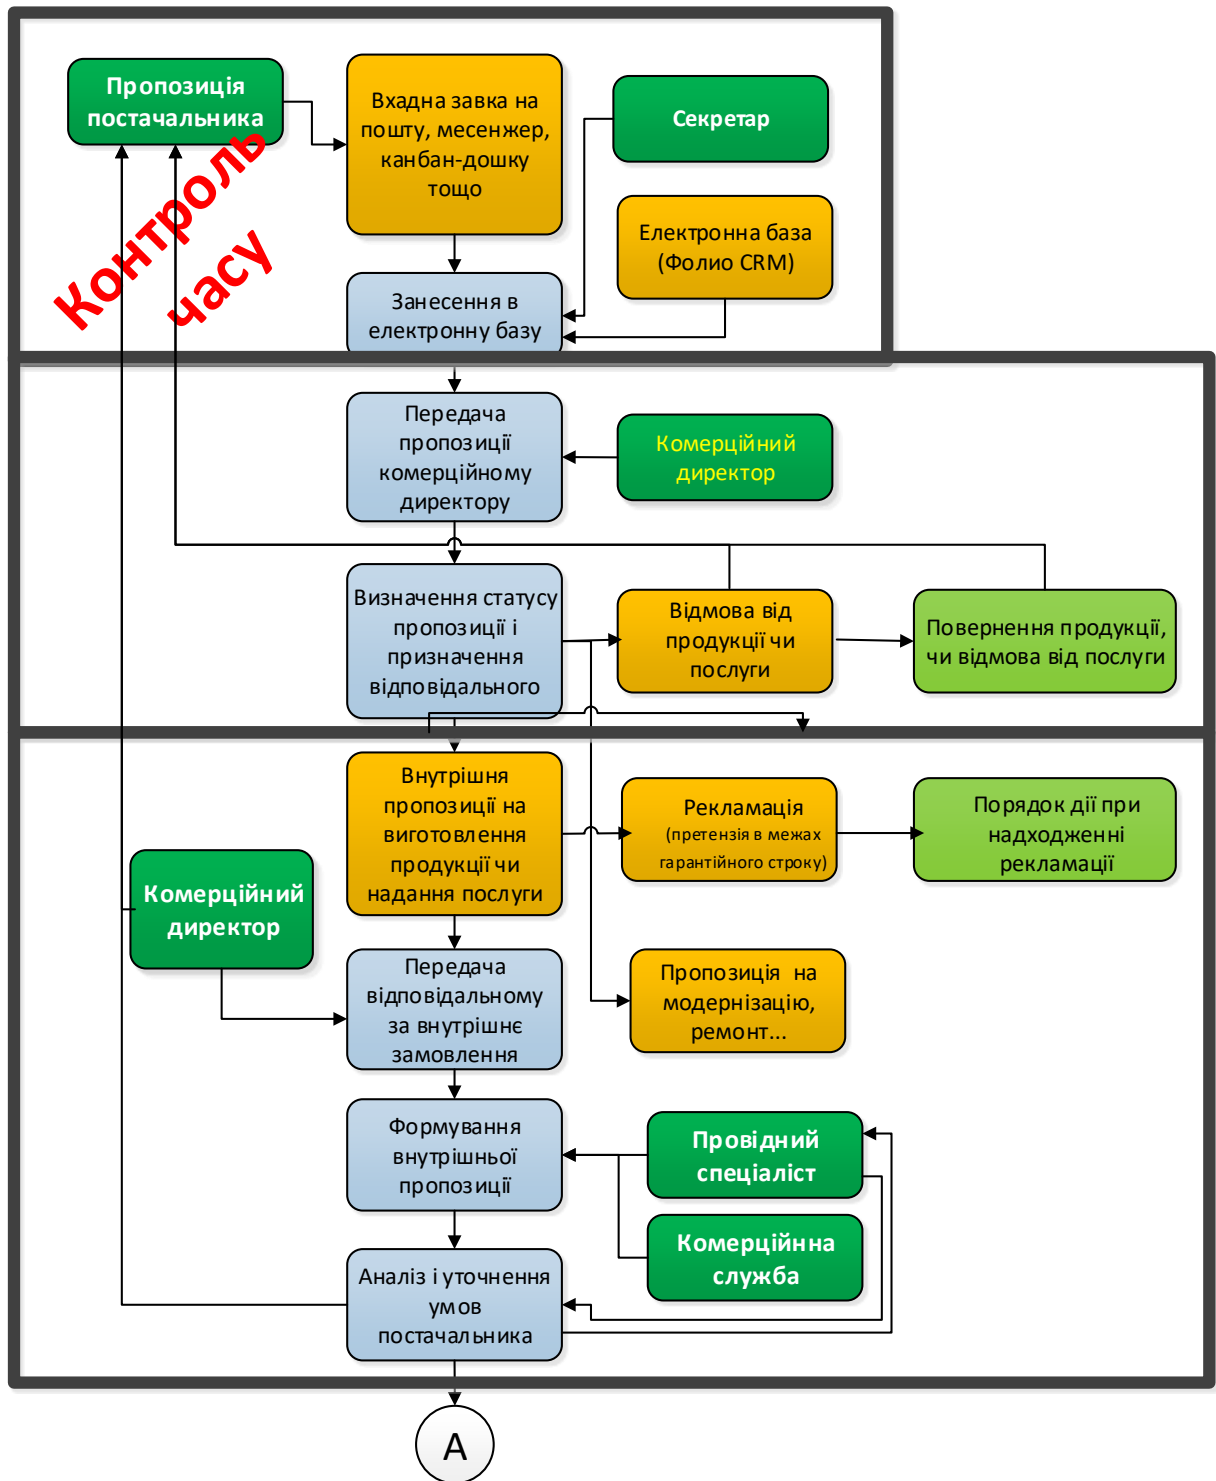 Пропозиція
постачальника
Вхадна завка на
пошту, месенжер,
канбан-дошку
тощо
Секретар
Контроль
часу
Електронна база
(Фолио CRM)
Занесення в
електронну базу
Передача
пропозиції
комерційному
директору
Комерційний
директор
Визначення статусу
пропозиції і
призначення
відповідального
Відмова від
продукції чи
послуги
Повернення продукції,
чи відмова від послуги
Внутрішня
пропозиції на
виготовлення
продукції чи
надання послуги
Рекламація
(претензія в межах
гарантійного строку)
Порядок дії при
надходженні
рекламації
Комерційний
директор
Передача
відповідальному
за внутрішнє
замовлення
Пропозиція на
модернізацію,
ремонт...
Формування
внутрішньої
пропозиції
Провідний
спеціаліст
Комерційнна
служба
Аналіз і уточнення
умов
постачальника
А